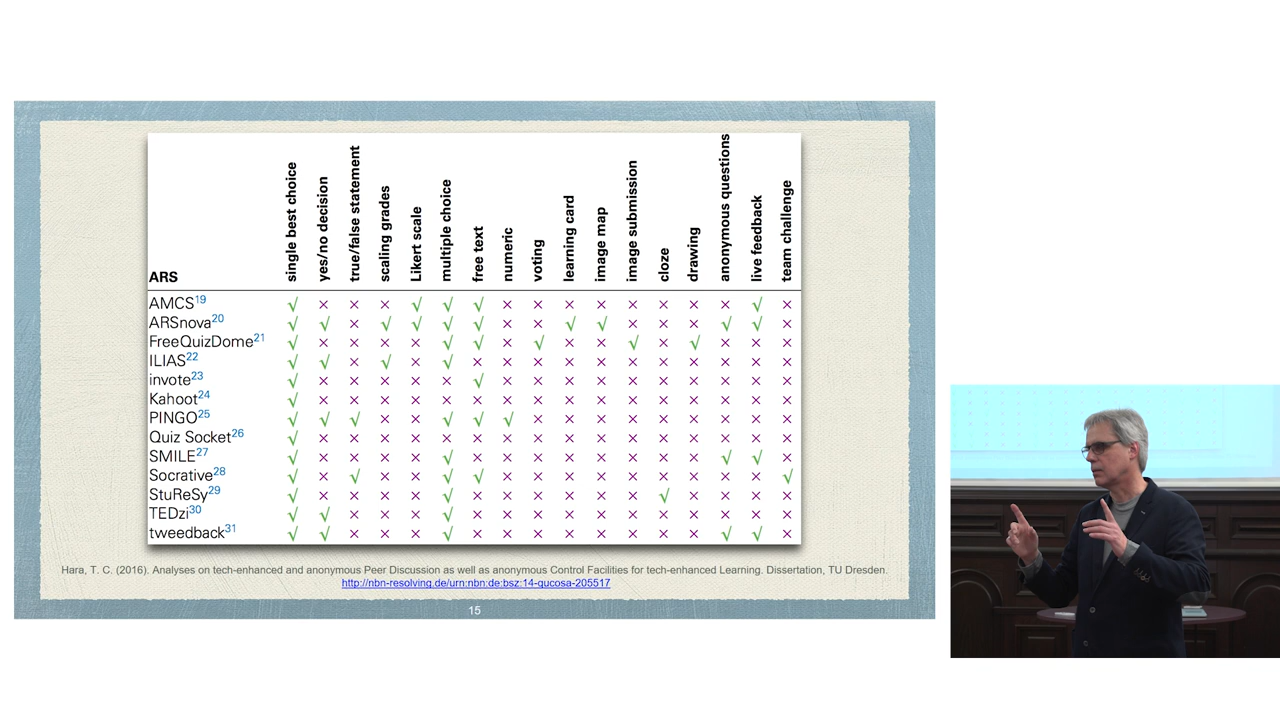 ARS single best choice yes/no decision true/false statement scaling grades Likert scale multiple choice free text numeric voting learning card image map image submission cloze drawing anonymous questions live feedback team challenge
AMCS19 √ × × × √ √ √ × × × × × × × × √ ×
ARSnova20 √ √ × √ √ √ √ × × √ √ × × × √ √ ×
FreeQuizDome21 √ × × × × √ √ × √ × × √ × √ × × ×
ILIAS22 √ √ × √ × √ × × × × × × × × × × ×
invote23 √ × × × × × √ × × × × × × × × × ×
Kahoot24 √ × × × × × × × × × × × × × × × ×
PINGO25 √ √ √ × × √ √ √ × × × × × × × × ×
Quiz Socket26 √ × × × × × × × × × × × × × × × ×
SMILE27 √ × × × × √ × × × × × × × × √ √ ×
Socrative28 √ × √ × × √ √ × × × × × × × × × √
StuReSy29 √ × × × × √ × × × × × × √ × × × ×
TEDzi30 √ √ × × × √ × × × × × × × × × × ×
tweedback31 √ √ × × × √ × × × × × × × × √ √ ×
Hara, T. C. (2016). Analyses on tech-enhanced and anonymous Peer Discussion as well as anonymous Control Facilities for tech-enhanced Learning. Dissertation, TU Dresden.
http://nbn-resolving.de/urn:nbn:de:bsz:14-qucosa-205517
15